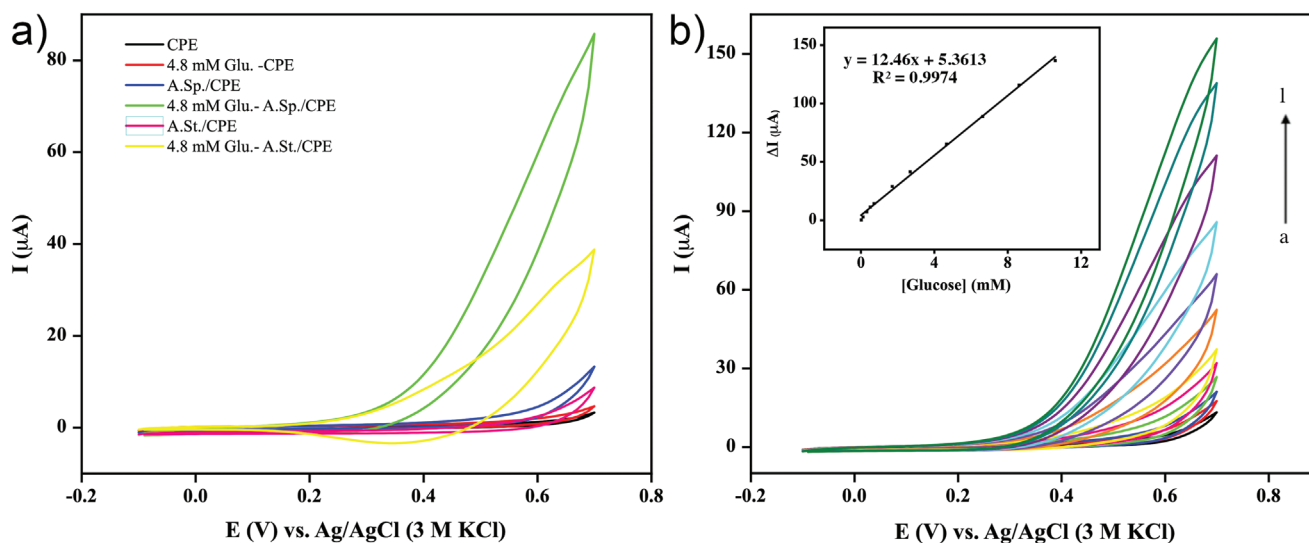 a)
CPE
4.8 mM Glu. -CPE
A.Sp./CPE
4.8 mM Glu.- A.Sp./CPE
A.St./CPE
4.8 mM Glu.- A.St./CPE
80
60
40
20
0
I (µA)
-0.2 0.0 0.2 0.4 0.6 0.8
E (V) vs. Ag/AgCl (3 M KCl)
b)
150
120
90
60
30
0
I (µA)
y = 12.46x + 5.3613
R² = 0.9974
150
100
50
0
ΔI (µA)
0 4 8 12
[Glucose] (mM)
l
a
-0.2 0.0 0.2 0.4 0.6 0.8
E (V) vs. Ag/AgCl (3 M KCl)